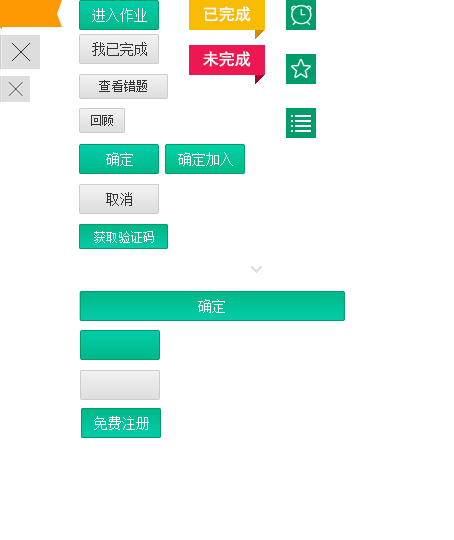 进入作业
已完成
我已完成
未完成
查看错题
回顾
确定
确定加入
取消
获取验证码
确定
免费注册